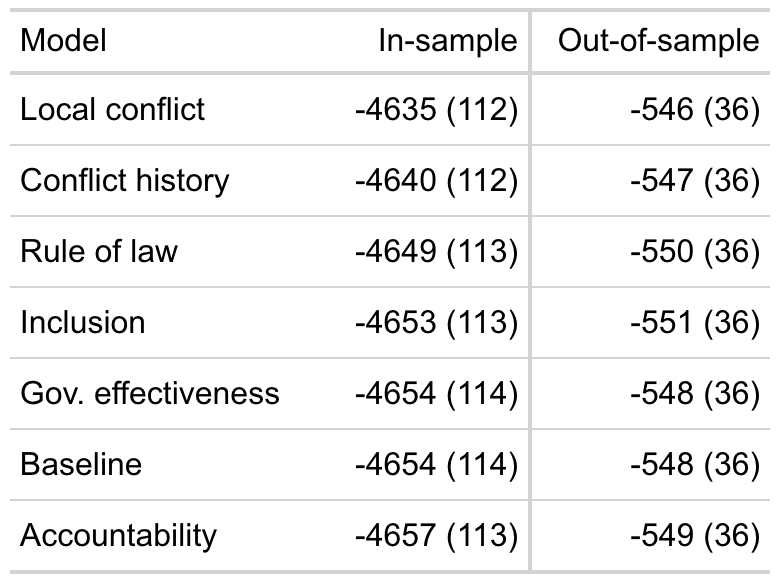 Model In-sample Out-of-sample
Local conflict -4635 (112) -546 (36)
Conflict history -4640 (112) -547 (36)
Rule of law -4649 (113) -550 (36)
Inclusion -4653 (113) -551 (36)
Gov. effectiveness -4654 (114) -548 (36)
Baseline -4654 (114) -548 (36)
Accountability -4657 (113) -549 (36)